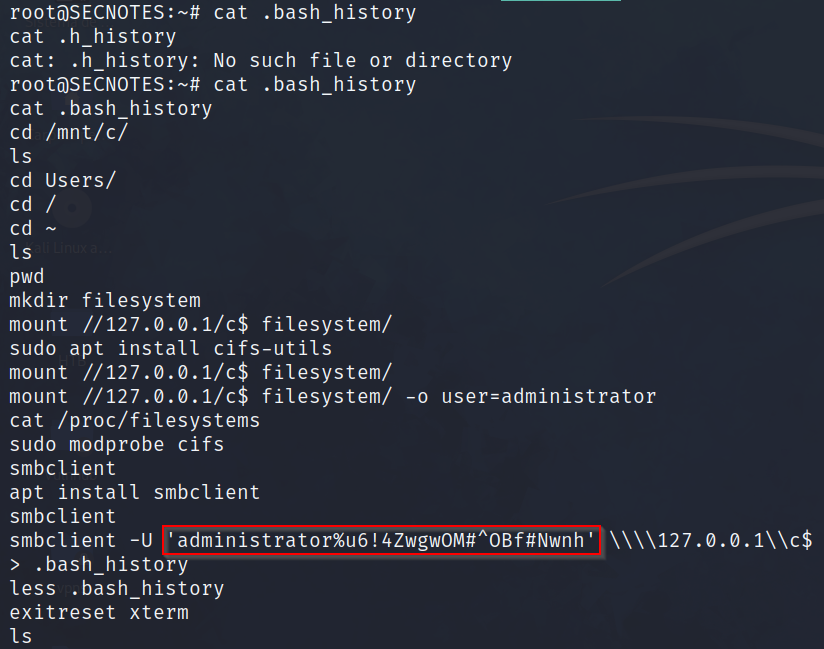 root@SECNOTES:~# cat .bash_history
cat .h_history
cat: .h_history: No such file or directory
root@SECNOTES:~# cat .bash_history
cat .bash_history
cd /mnt/c/
ls
cd Users/
cd /
cd ~
ls
pwd
mkdir filesystem
mount //127.0.0.1/c$ filesystem/
sudo apt install cifs-utils
mount //127.0.0.1/c$ filesystem/
mount //127.0.0.1/c$ filesystem/ -o user=administrator
cat /proc/filesystems
sudo modprobe cifs
smbclient
apt install smbclient
smbclient
smbclient -U 'administrator%u6!4ZwgwOM#^OBf#Nwnh' \\\\127.0.0.1\\c$
> .bash_history
less .bash_history
exitreset xterm
ls